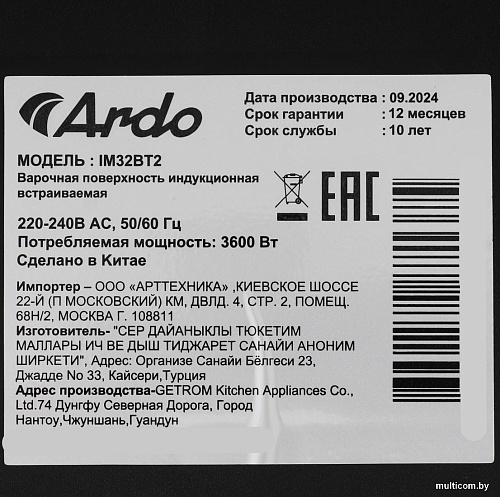 Ardo
Дата производства : 09.2024
Срок гарантии : 12 месяцев
Срок службы : 10 лет
МОДЕЛЬ : IM32BT2
Варочная поверхность индукционная
встраиваемая
EAC
220-240В AC, 50/60 Гц
Потребляемая мощность: 3600 Вт
Сделано в Китае
Импортер – ООО «АРТТЕХНИКА» ,КИЕВСКОЕ ШОССЕ
22-Й (П МОСКОВСКИЙ) КМ, ДВЛД. 4, СТР. 2, ПОМЕЩ.
68Н/2, МОСКВА Г. 108811
Изготовитель- "СЕР ДАЙАНЫКЛЫ ТЮКЕТИМ
МАЛЛАРЫ ИЧ ВЕ ДЫШ ТИДЖАРЕТ САНАЙИ АНОНИМ
ШИРКЕТИ", Адрес: Организе Санайи Бёлгеси 23,
Джадде No 33, Кайсери,Турция
Адрес производства-GETROM Kitchen Appliances Co.,
Ltd.74 Дунгфу Северная Дорога, Город
Нантоу,Чжуншань,Гуандун
multicom.by